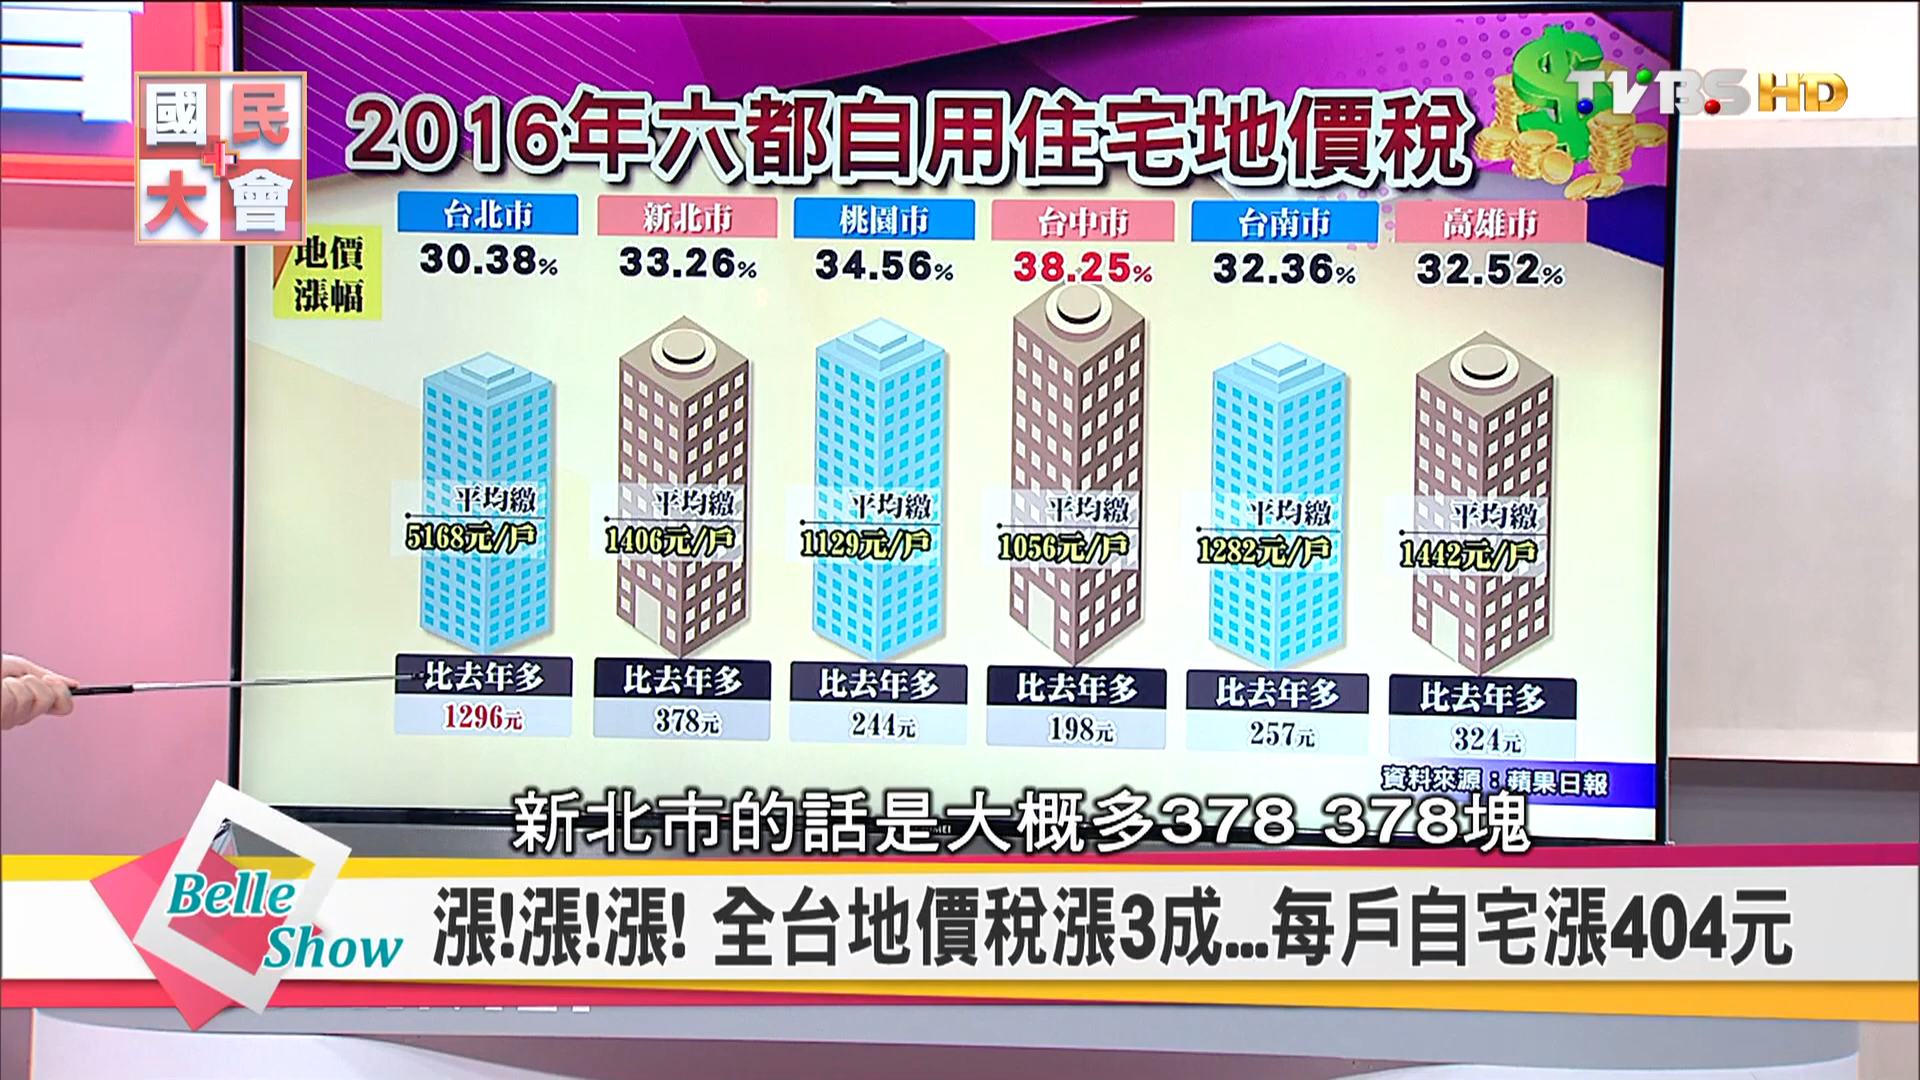 國民
大會
TVBS HD
2016年六都自用住宅地價稅
台北市 新北市 桃園市 台中市 台南市 高雄市
地價
漲幅
30.38% 33.26% 34.56% 38.25% 32.36% 32.52%
平均繳 平均繳 平均繳 平均繳 平均繳 平均繳
5168元/戶 1406元/戶 1129元/戶 1056元/戶 1282元/戶 1442元/戶
比去年多 比去年多 比去年多 比去年多 比去年多 比去年多
1296元 378元 244元 198元 257元 324元
資料來源:蘋果日報
新北市的話是大概多378 378塊
Belle
Show
漲!漲!漲! 全台地價稅漲3成...每戶自宅漲404元